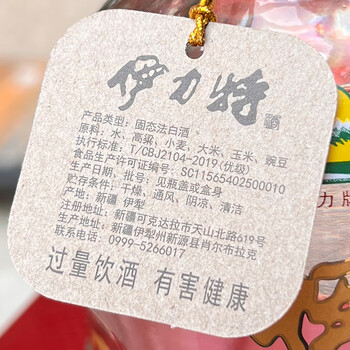 伊力特
产品类型：固态法白酒
原料：水、高粱、小麦、大米、玉米、豌豆
执行标准：T/CBJ2104-2019(优级)
食品生产许可证编号：SC11565402500010
生产日期、批号：见瓶盖或盒身
贮存条件：干燥、通风、阴凉、清洁
产地：新疆 伊犁
注册地址：新疆可克达拉市天山北路619号
生产地址：新疆伊犁州新源县肖尔布拉克
联系电话：0999-5266017
过量饮酒 有害健康
力牌